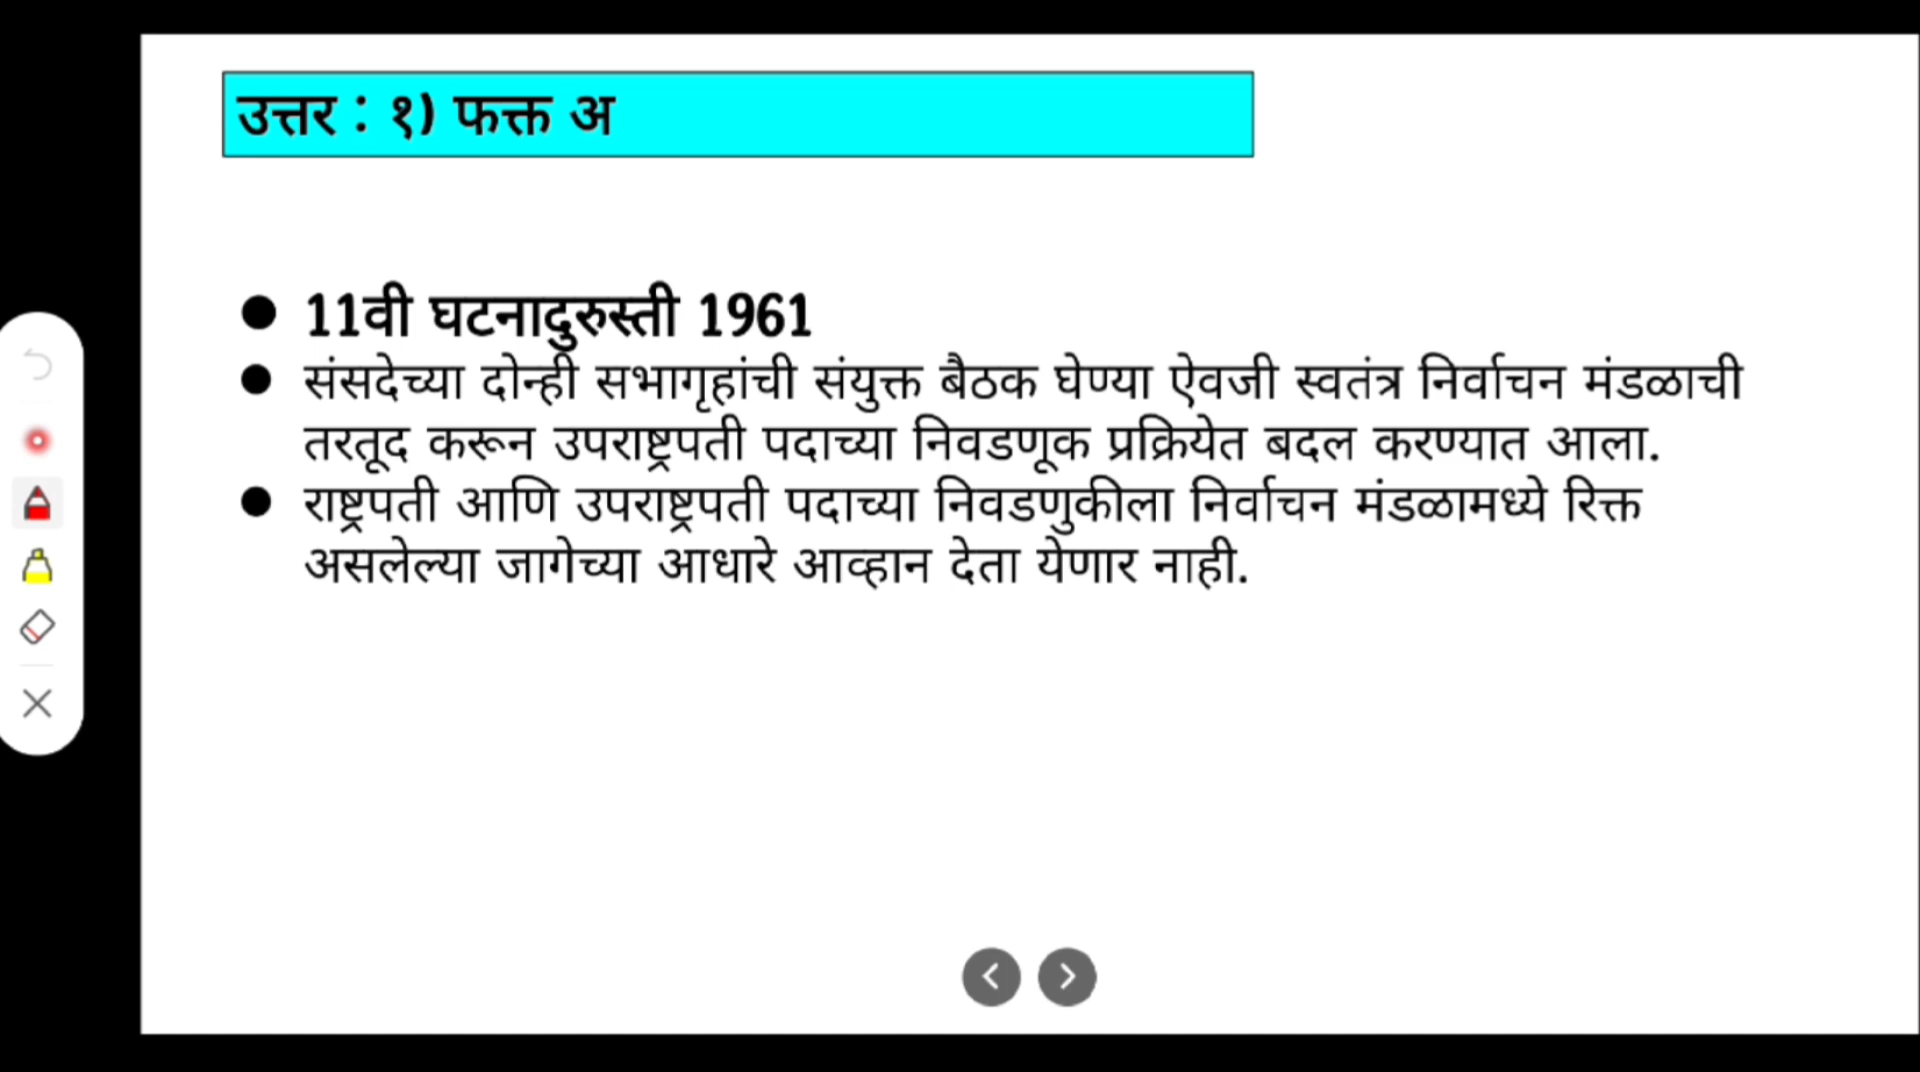 उत्तर : १) फक्त अ
● 11वी घटनादुरुस्ती 1961
● संसदेच्या दोन्ही सभागृहांची संयुक्त बैठक घेण्या ऐवजी स्वतंत्र निर्वाचन मंडळाची
तरतूद करून उपराष्ट्रपती पदाच्या निवडणूक प्रक्रियेत बदल करण्यात आला.
● राष्ट्रपती आणि उपराष्ट्रपती पदाच्या निवडणुकीला निर्वाचन मंडळामध्ये रिक्त
असलेल्या जागेच्या आधारे आव्हान देता येणार नाही.